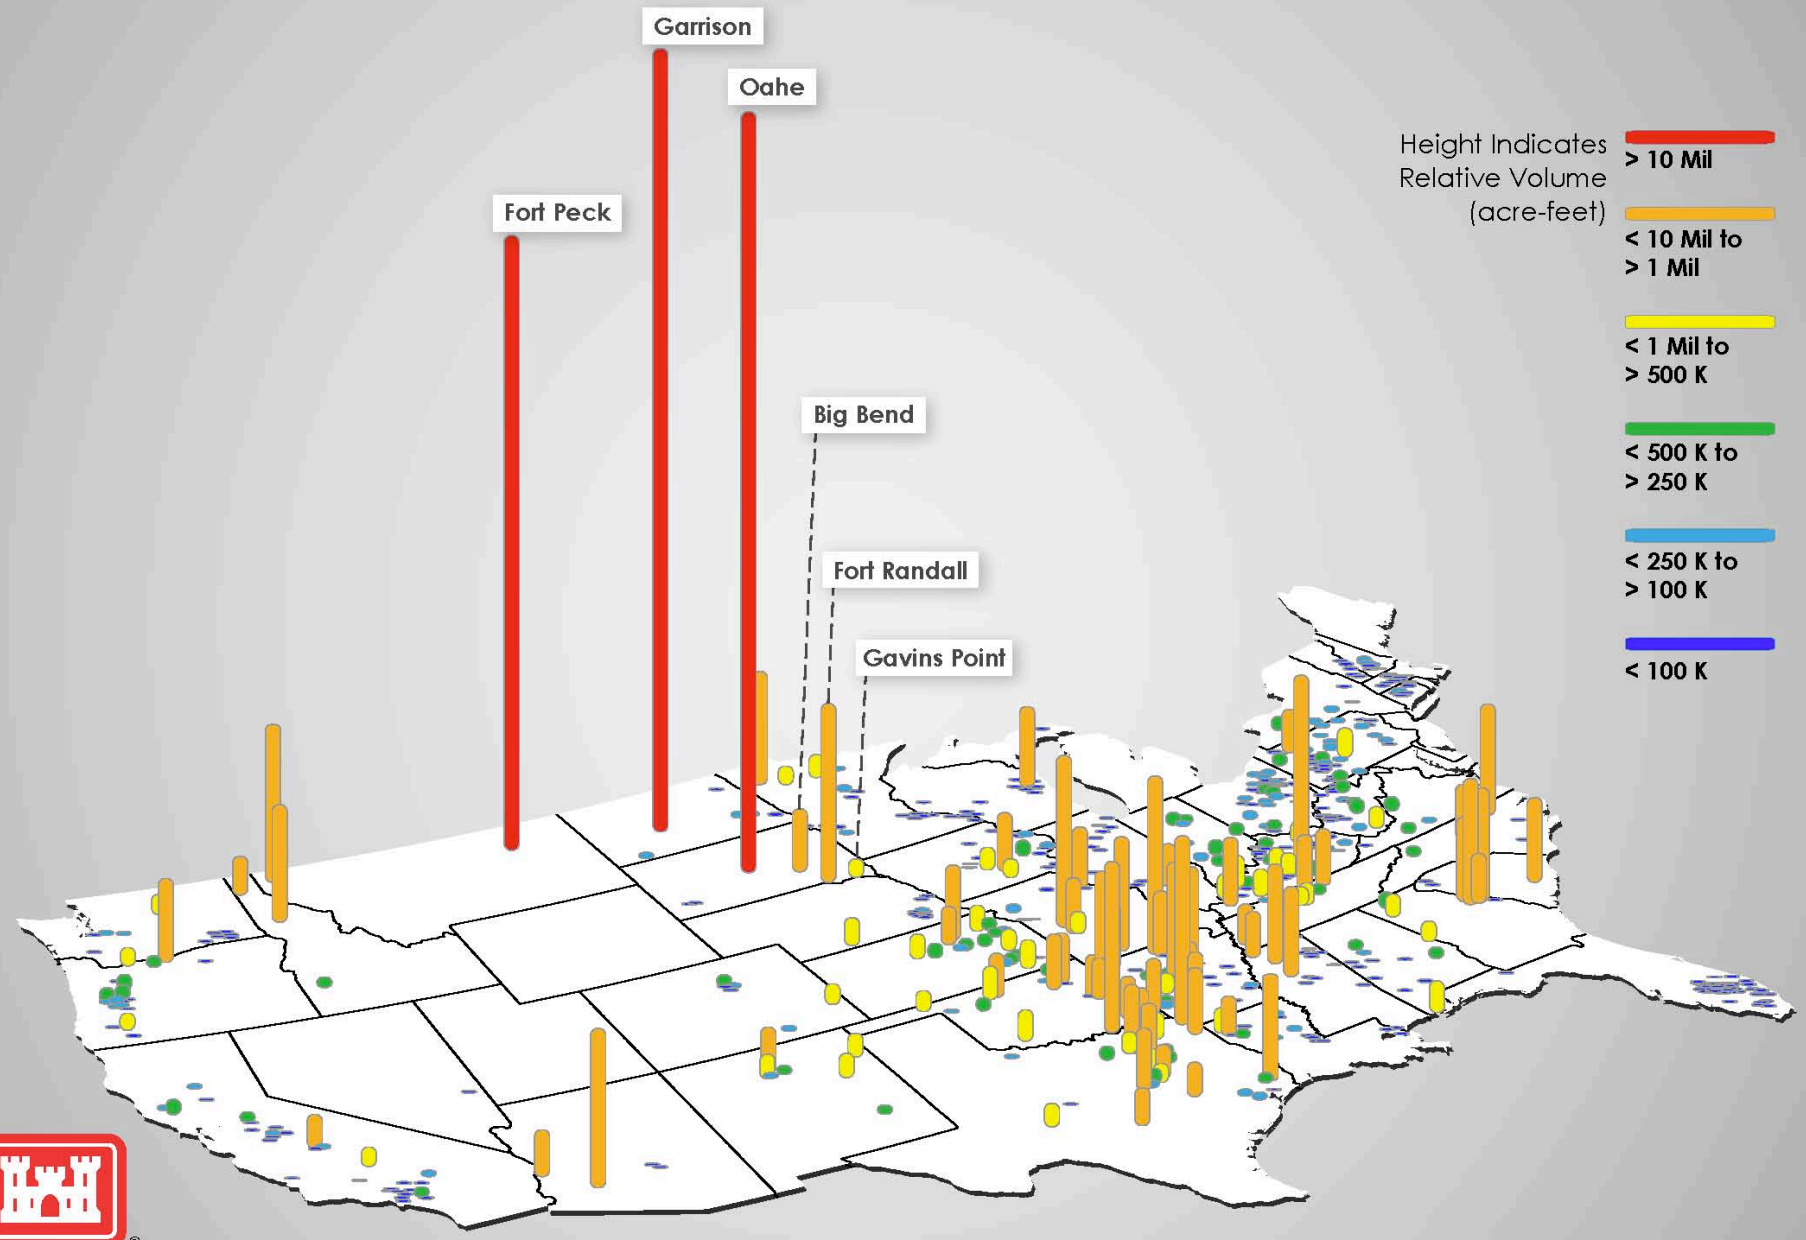 Garrison
Oahe
Fort Peck
Big Bend
Fort Randall
Gavins Point
Height Indicates
Relative Volume
(acre-feet)
> 10 Mil
< 10 Mil to
> 1 Mil
< 1 Mil to
> 500 K
< 500 K to
> 250 K
< 250 K to
> 100 K
< 100 K